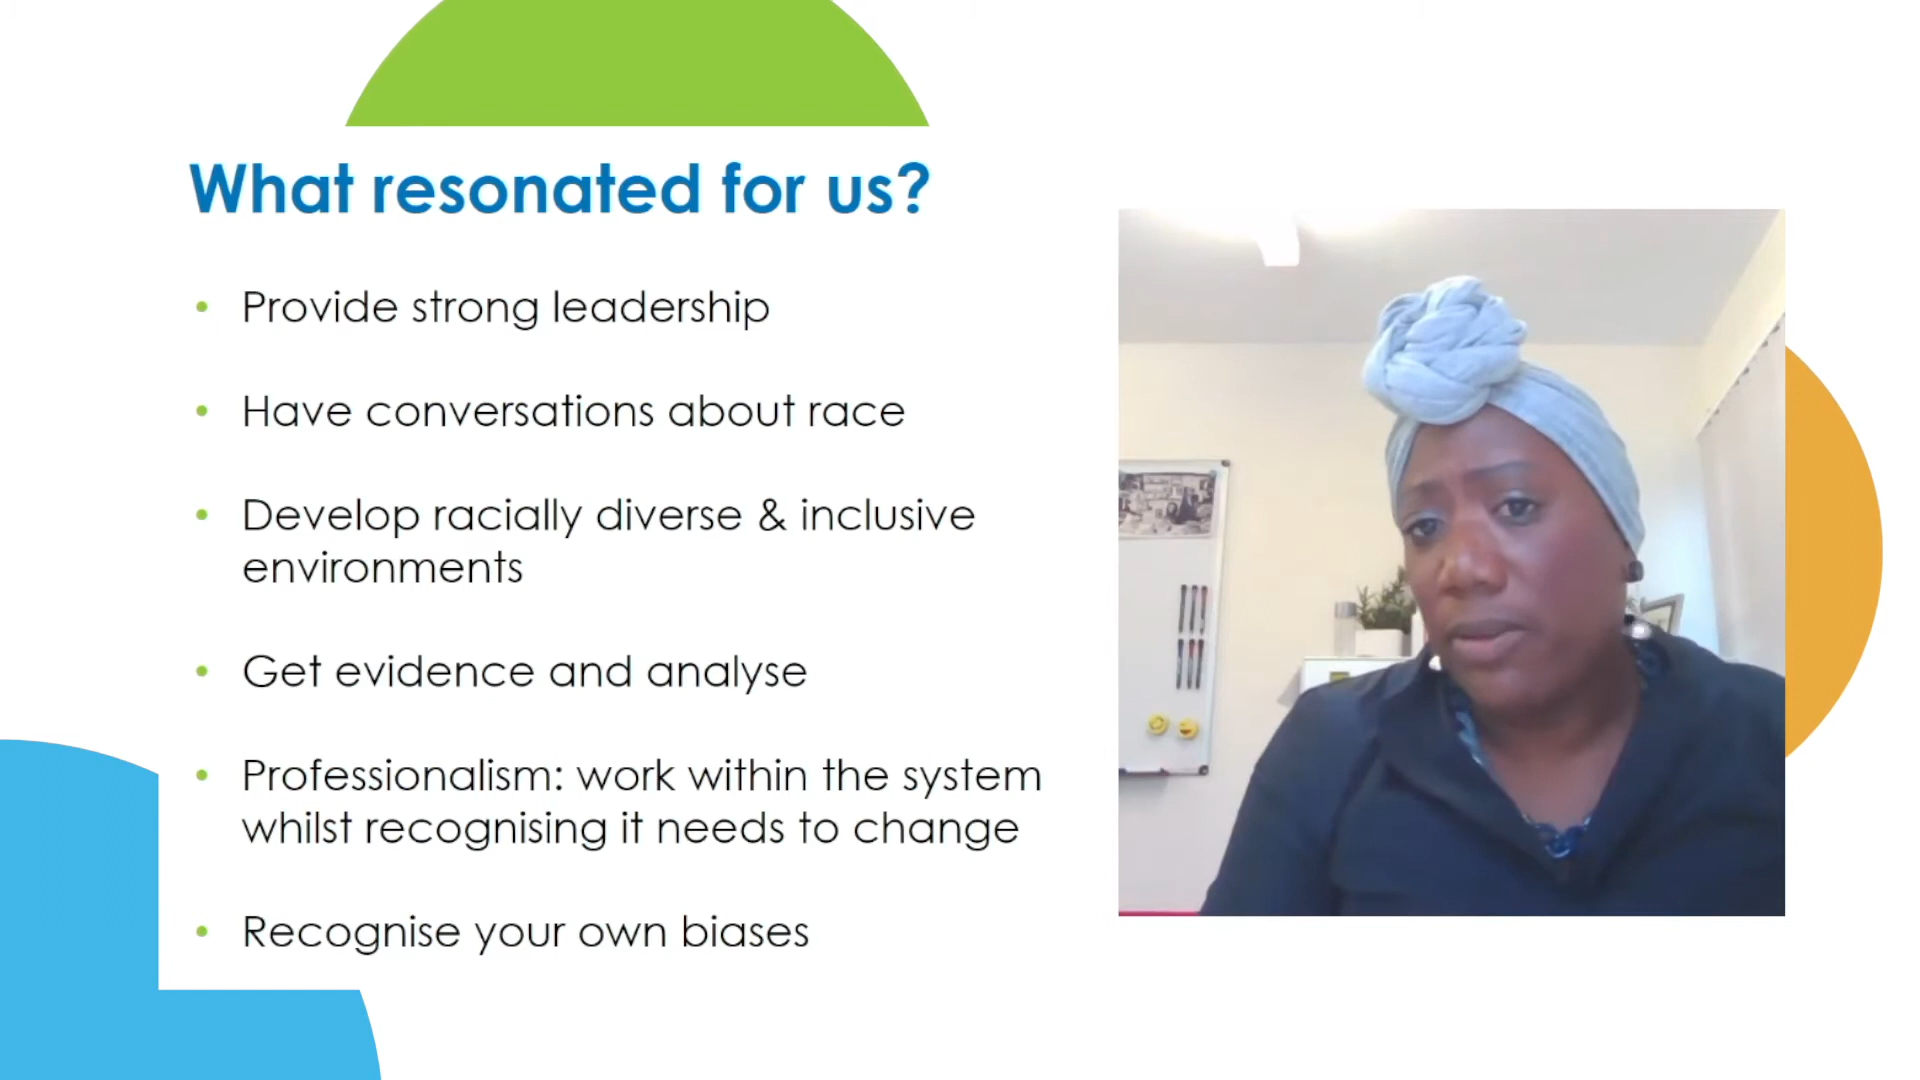 What resonated for us?
• Provide strong leadership
• Have conversations about race
• Develop racially diverse & inclusive
environments
• Get evidence and analyse
• Professionalism: work within the system
whilst recognising it needs to change
• Recognise your own biases